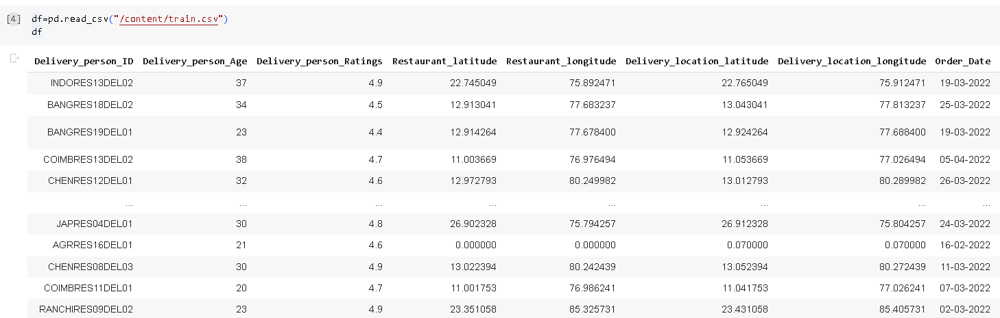 [4] df=pd.read_csv("/content/train.csv")
df
Delivery_person_ID Delivery_person_Age Delivery_person_Ratings Restaurant_latitude Restaurant_longitude Delivery_location_latitude Delivery_location_longitude Order_Date
INDORES13DEL02 37 4.9 22.745049 75.892471 22.765049 75.912471 19-03-2022
BANGRES18DEL02 34 4.5 12.913041 77.683237 13.043041 77.813237 25-03-2022
BANGRES19DEL01 23 4.4 12.914264 77.678400 12.924264 77.688400 19-03-2022
COIMBRES13DEL02 38 4.7 11.003669 76.976494 11.053669 77.026494 05-04-2022
CHENRES12DEL01 32 4.6 12.972793 80.249982 13.012793 80.289982 26-03-2022
... ... ... ... ... ... ... ...
JAPRES04DEL01 30 4.8 26.902328 75.794257 26.912328 75.804257 24-03-2022
AGRRES16DEL01 21 4.6 0.000000 0.000000 0.070000 0.070000 16-02-2022
CHENRES08DEL03 30 4.9 13.022394 80.242439 13.052394 80.272439 11-03-2022
COIMBRES11DEL01 20 4.7 11.001753 76.986241 11.041753 77.026241 07-03-2022
RANCHIRES09DEL02 23 4.9 23.351058 85.325731 23.431058 85.405731 02-03-2022